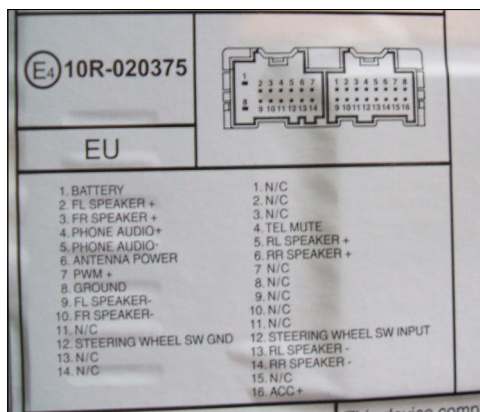 E4 10R-020375
EU
1 2 3 4 5 6 7
8 9 10 11 12 13 14
1 2 3 4 5 6 7 8
9 10 11 12 13 14 15 16
1. BATTERY
2. FL SPEAKER +
3. FR SPEAKER +
4. PHONE AUDIO+
5. PHONE AUDIO-
6. ANTENNA POWER
7 PWM +
8. GROUND
9. FL SPEAKER-
10. FR SPEAKER-
11. N/C
12. STEERING WHEEL SW GND
13. N/C
14. N/C
1. N/C
2. N/C
3. N/C
4. TEL MUTE
5. RL SPEAKER +
6. RR SPEAKER +
7 N/C
8. N/C
9. N/C
10. N/C
11. N/C
12. STEERING WHEEL SW INPUT
13. RL SPEAKER -
14. RR SPEAKER -
15. N/C
16. ACC+
device